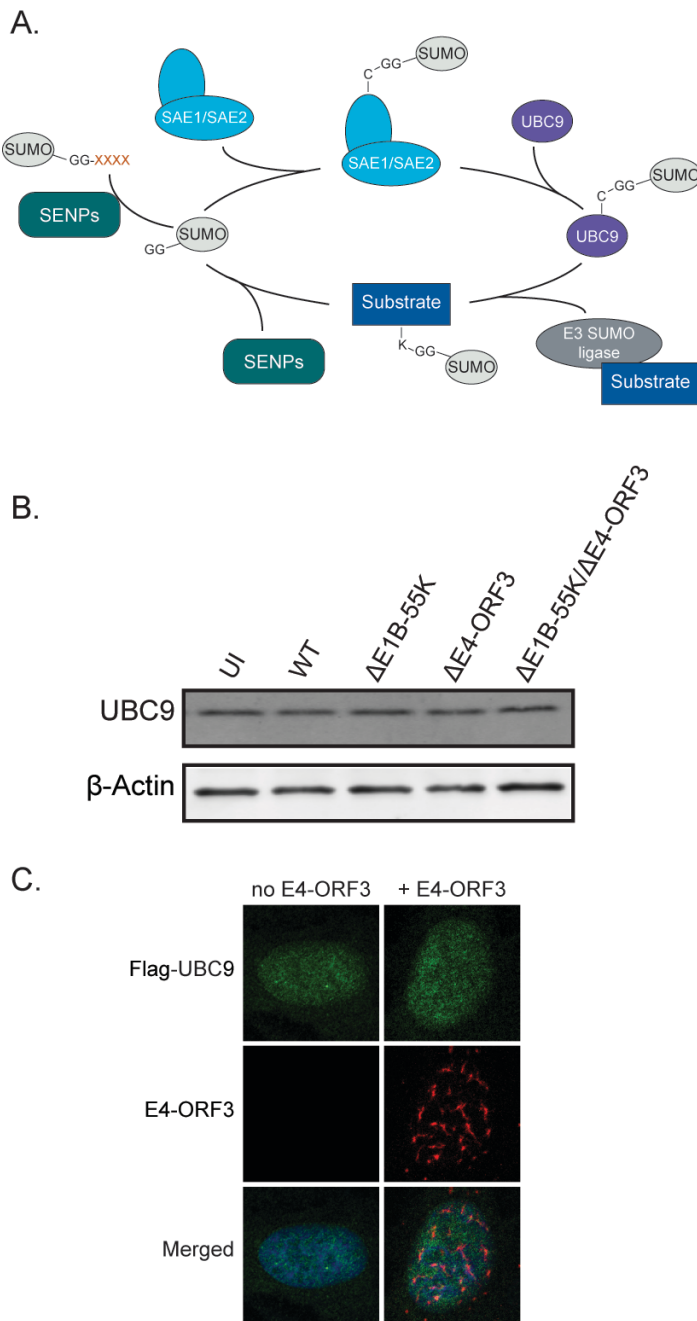 A.
SUMO
C-GG
SAE1/SAE2
SAE1/SAE2
UBC9
SUMO
GG-XXXX
SUMO
C-GG
SENPs
SUMO
GG
UBC9
Substrate
E3 SUMO
ligase
K-GG
SUMO
SENPs
Substrate
B.
UI
WT
ΔE1B-55K
ΔE4-ORF3
ΔE1B-55K/ΔE4-ORF3
UBC9
β-Actin
C.
no E4-ORF3
+ E4-ORF3
Flag-UBC9
E4-ORF3
Merged